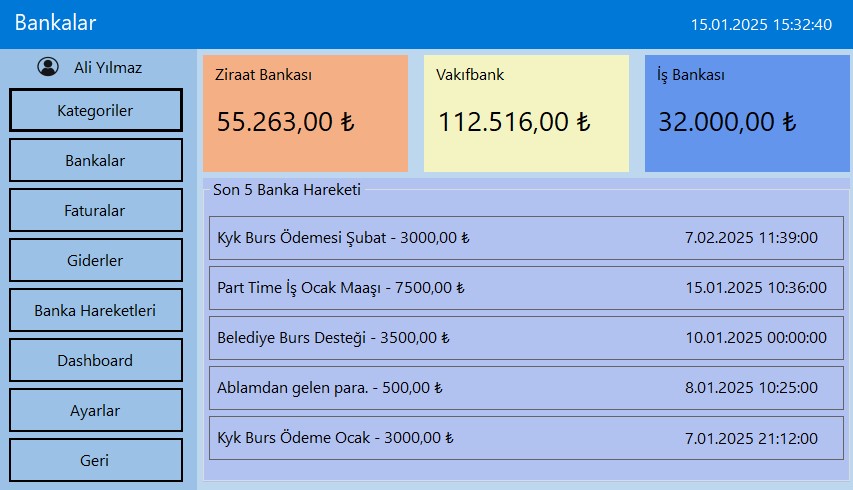 Bankalar
15.01.2025 15:32:40
Ali Yılmaz
Kategoriler
Bankalar
Faturalar
Giderler
Banka Hareketleri
Dashboard
Ayarlar
Geri
Ziraat Bankası
55.263,00 ₺
Vakıfbank
112.516,00 ₺
İş Bankası
32.000,00 ₺
Son 5 Banka Hareketi
Kyk Burs Ödemesi Şubat - 3000,00 ₺ 7.02.2025 11:39:00
Part Time İş Ocak Maaşı - 7500,00 ₺ 15.01.2025 10:36:00
Belediye Burs Desteği - 3500,00 ₺ 10.01.2025 00:00:00
Ablamdan gelen para. - 500,00 ₺ 8.01.2025 10:25:00
Kyk Burs Ödeme Ocak - 3000,00 ₺ 7.01.2025 21:12:00